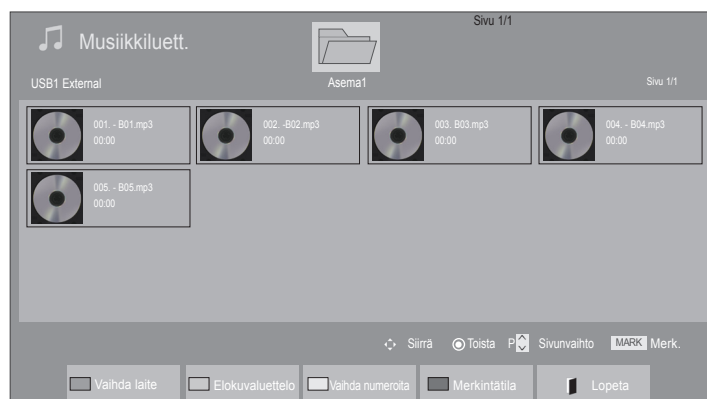 Sivu 1/1
Musiikkiluett.
USB1 External
Asema1
Sivu 1/1
001. - B01.mp3
00:00
002. -B02.mp3
00:00
003. B03.mp3
00:00
004. - B04.mp3
00:00
005. - B05.mp3
00:00
Siirrä Toista P Sivunvaihto MARK Merk.
Vaihda laite Elokuvaluettelo Vaihda numeroita Merkintätila Lopeta